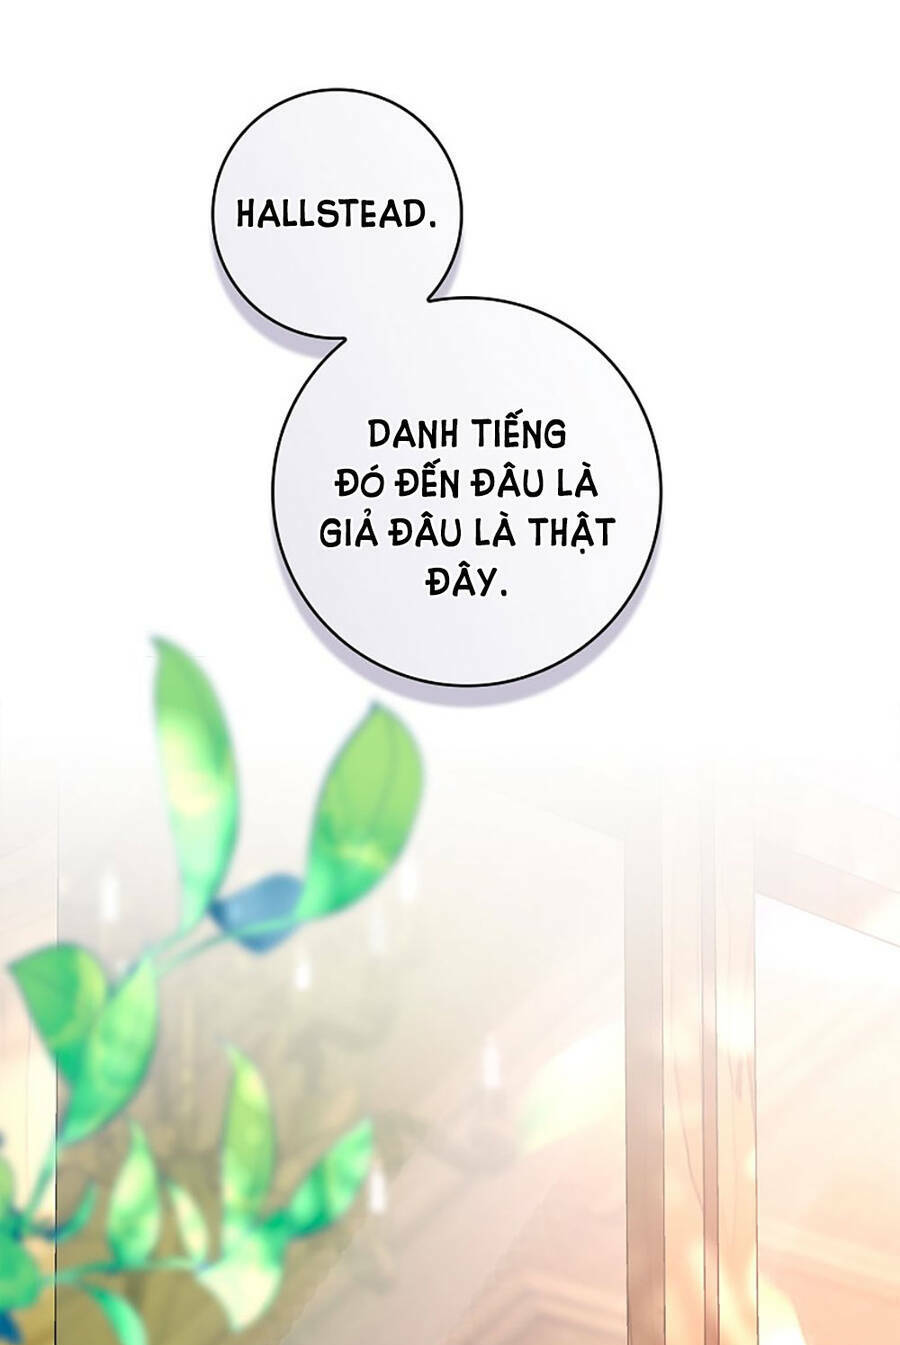 HALLSTEAD.
DANH TIẾNG
ĐÓ ĐẾN ĐÂU LÀ
GIẢ ĐÂU LÀ THẬT
ĐÂY.